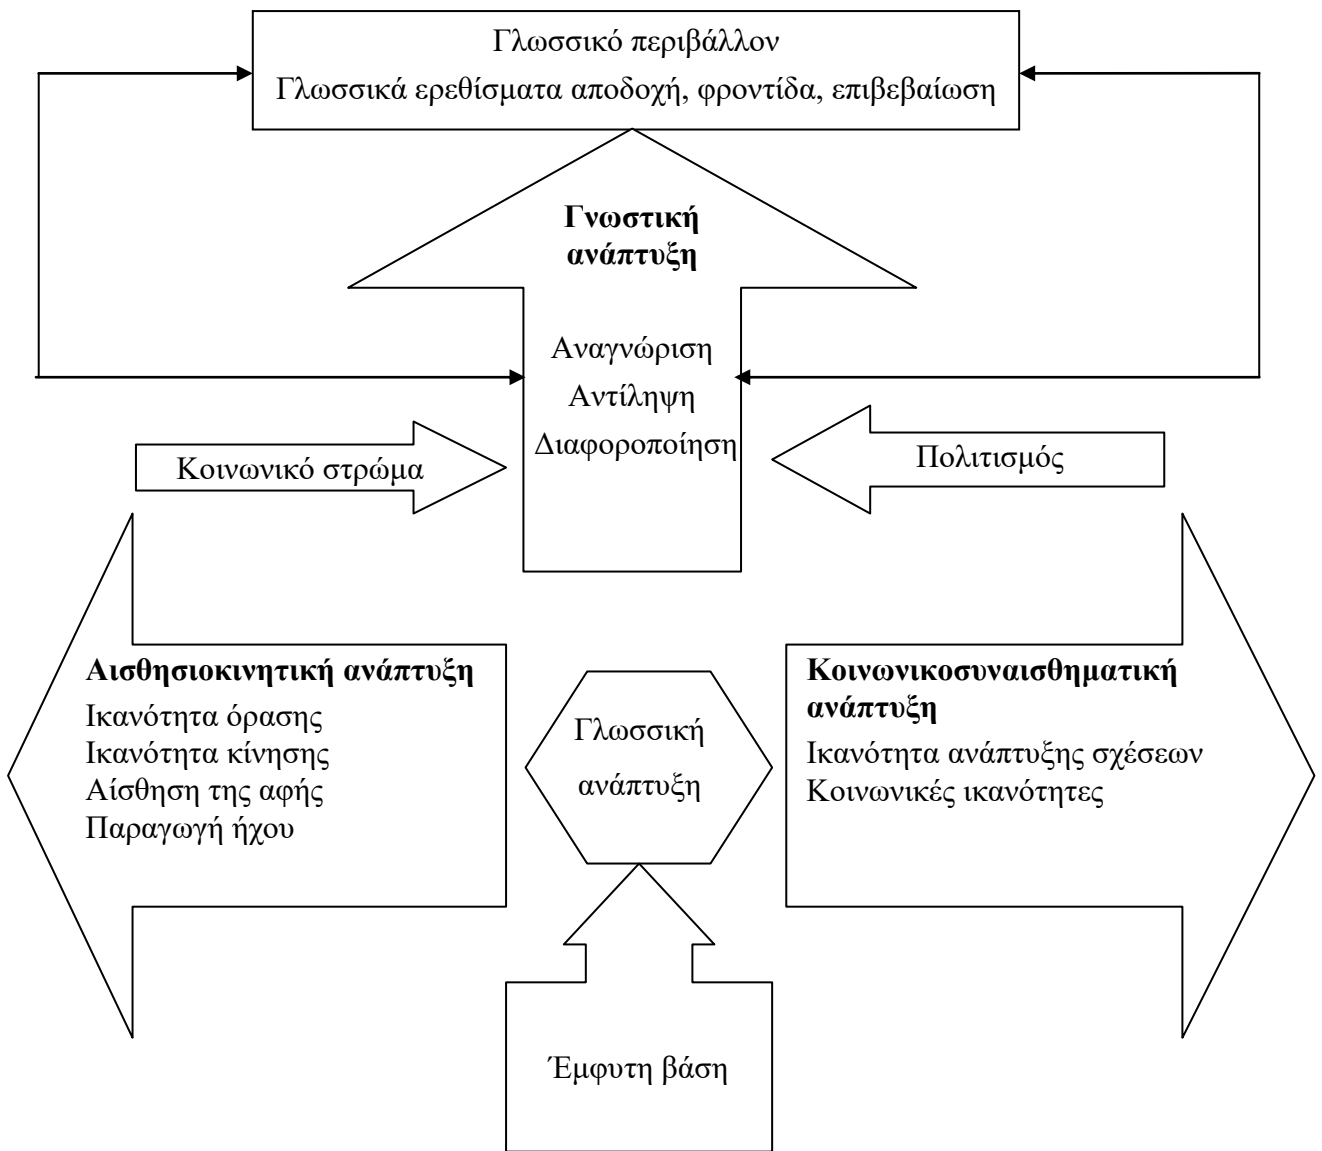 Γλωσσικό περιβάλλον
Γλωσσικά ερεθίσματα αποδοχή, φροντίδα, επιβεβαίωση
Γνωστική
ανάπτυξη
Αναγνώριση
Αντίληψη
Διαφοροποίηση
Κοινωνικό στρώμα
Πολιτισμός
Αισθησιοκινητική ανάπτυξη
Ικανότητα όρασης
Ικανότητα κίνησης
Αίσθηση της αφής
Παραγωγή ήχου
Γλωσσική
ανάπτυξη
Κοινωνικοσυναισθηματική
ανάπτυξη
Ικανότητα ανάπτυξης σχέσεων
Κοινωνικές ικανότητες
Έμφυτη βάση